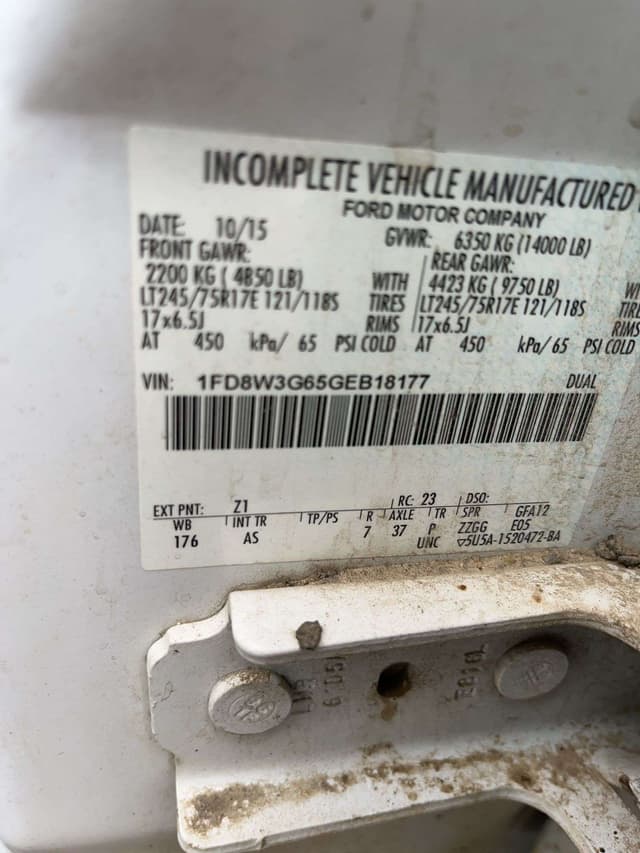 INCOMPLETE VEHICLE MANUFACTURED
FORD MOTOR COMPANY
DATE: 10/15 GVWR: 6350 KG (14000 LB)
FRONT GAWR: REAR GAWR:
2200 KG ( 4850 LB) WITH 4423 KG ( 9750 LB)
LT245/75R17E 121/118S TIRES LT245/75R17E 121/118S
17x6.5J RIMS 17x6.5J RIMS
AT 450 kPa/ 65 PSI COLD AT 450 kPa/ 65 PSI COLD
VIN: 1FD8W3G65GEB18177 DUAL
EXT PNT: Z1 RC: 23 DSO:
WB INT TR TP/PS R AXLE TR SPR GFA12
176 AS 7 37 P ZZGG E05
UNC ▽5U5A-1520472-BA